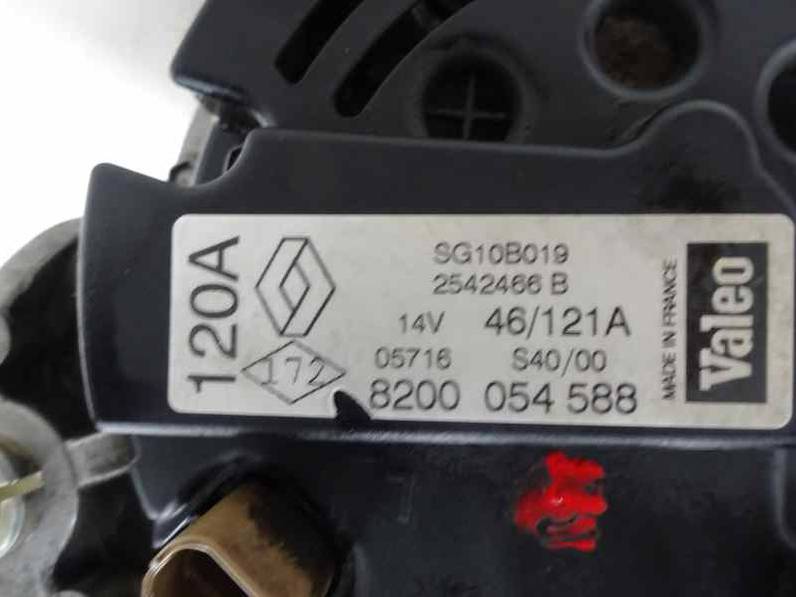 120A
172
SG10B019
2542466 B
14V 46/121A
05716 S40/00
8200 054 588
MADE IN FRANCE
Valeo